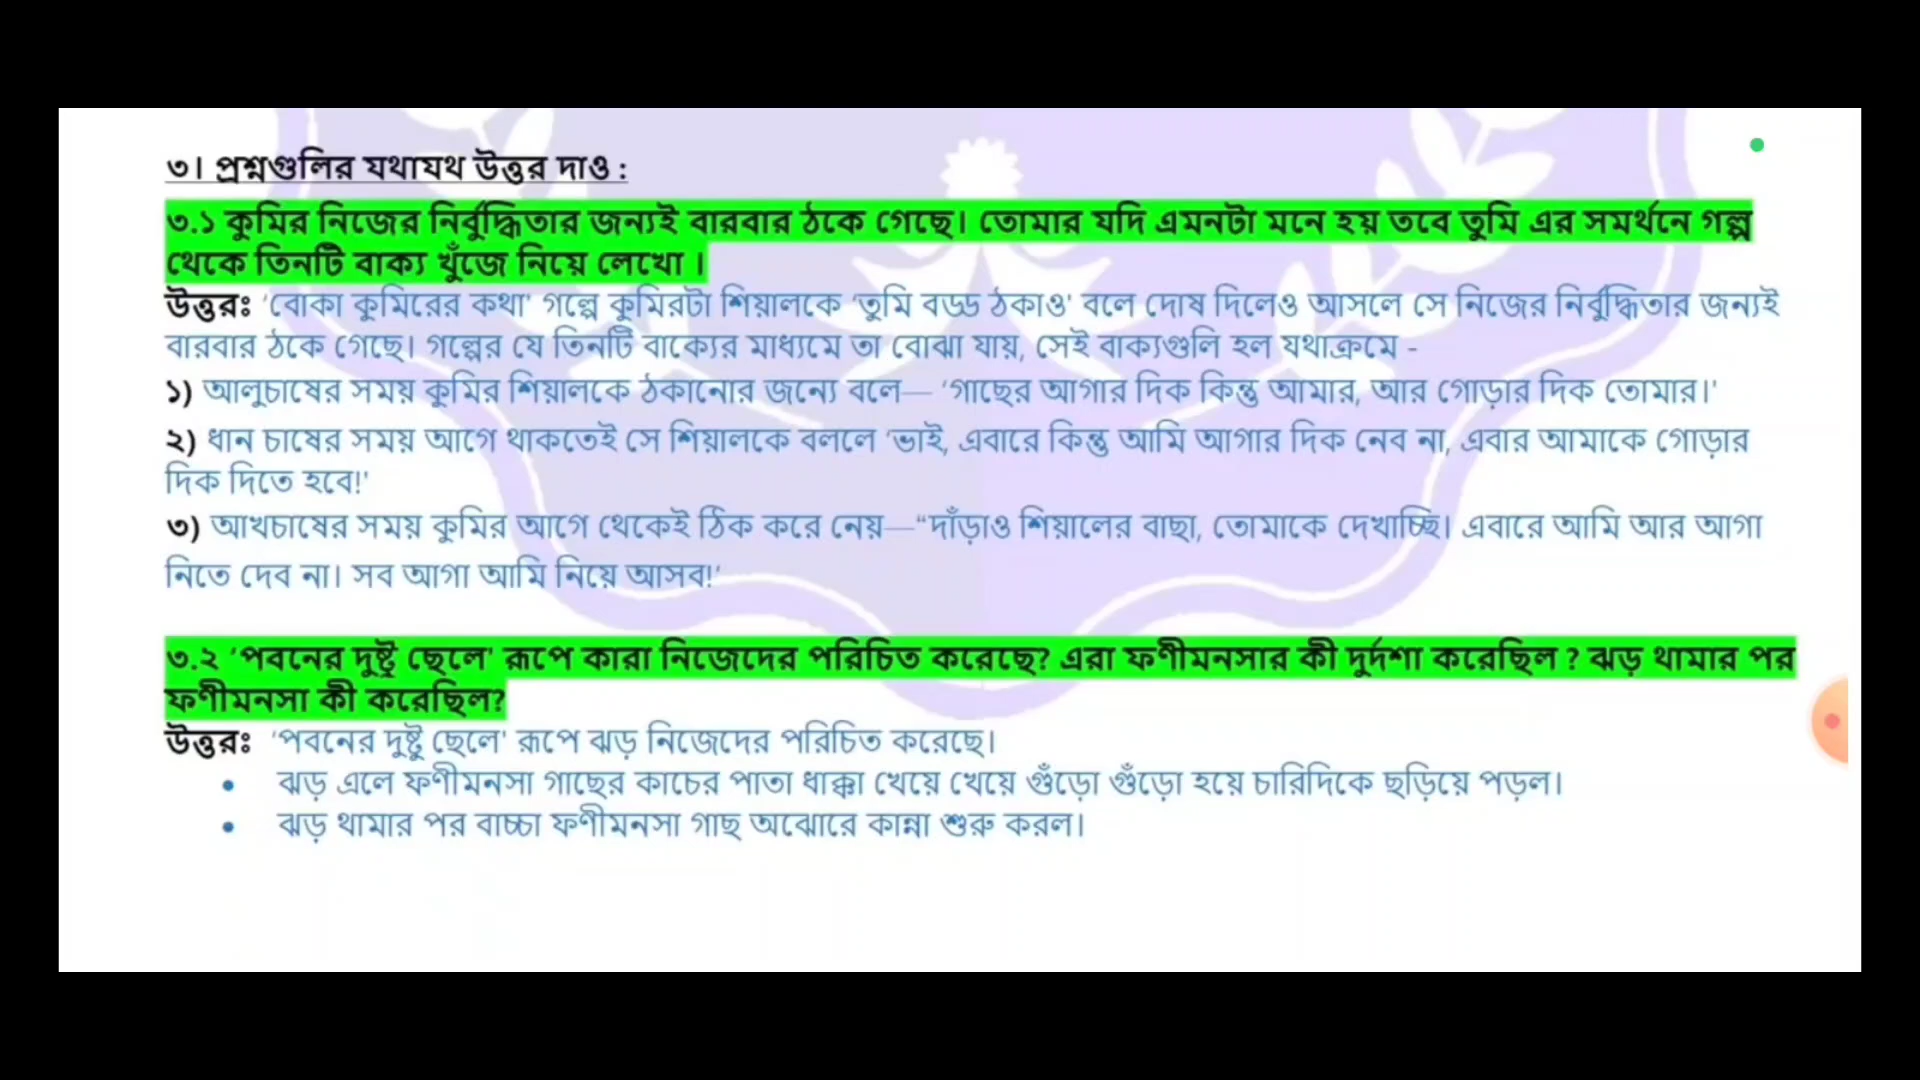 ৩। প্রশ্নগুলির যথাযথ উত্তর দাও :
৩.১ কুমির নিজের নির্বুদ্ধিতার জন্যই বারবার ঠকে গেছে। তোমার যদি এমনটা মনে হয় তবে তুমি এর সমর্থনে গল্প
থেকে তিনটি বাক্য খুঁজে নিয়ে লেখো ।
উত্তরঃ 'বোকা কুমিরের কথা' গল্পে কুমিরটা শিয়ালকে 'তুমি বড্ড ঠকাও' বলে দোষ দিলেও আসলে সে নিজের নির্বুদ্ধিতার জন্যই
বারবার ঠকে গেছে। গল্পের যে তিনটি বাক্যের মাধ্যমে তা বোঝা যায়, সেই বাক্যগুলি হল যথাক্রমে -
১) আলুচাষের সময় কুমির শিয়ালকে ঠকানোর জন্যে বলে— 'গাছের আগার দিক কিন্তু আমার, আর গোড়ার দিক তোমার।'
২) ধান চাষের সময় আগে থাকতেই সে শিয়ালকে বললে 'ভাই, এবারে কিন্তু আমি আগার দিক নেব না, এবার আমাকে গোড়ার
দিক দিতে হবে!'
৩) আখচাষের সময় কুমির আগে থেকেই ঠিক করে নেয়—“দাঁড়াও শিয়ালের বাছা, তোমাকে দেখাচ্ছি। এবারে আমি আর আগা
নিতে দেব না। সব আগা আমি নিয়ে আসব!'
৩.২ 'পবনের দুষ্টু ছেলে' রূপে কারা নিজেদের পরিচিত করেছে? এরা ফণীমনসার কী দুর্দশা করেছিল ? ঝড় থামার পর
ফণীমনসা কী করেছিল?
উত্তরঃ 'পবনের দুষ্টু ছেলে' রূপে ঝড় নিজেদের পরিচিত করেছে।
• ঝড় এলে ফণীমনসা গাছের কাচের পাতা ধাক্কা খেয়ে খেয়ে গুঁড়ো গুঁড়ো হয়ে চারিদিকে ছড়িয়ে পড়ল।
• ঝড় থামার পর বাচ্চা ফণীমনসা গাছ অঝোরে কান্না শুরু করল।